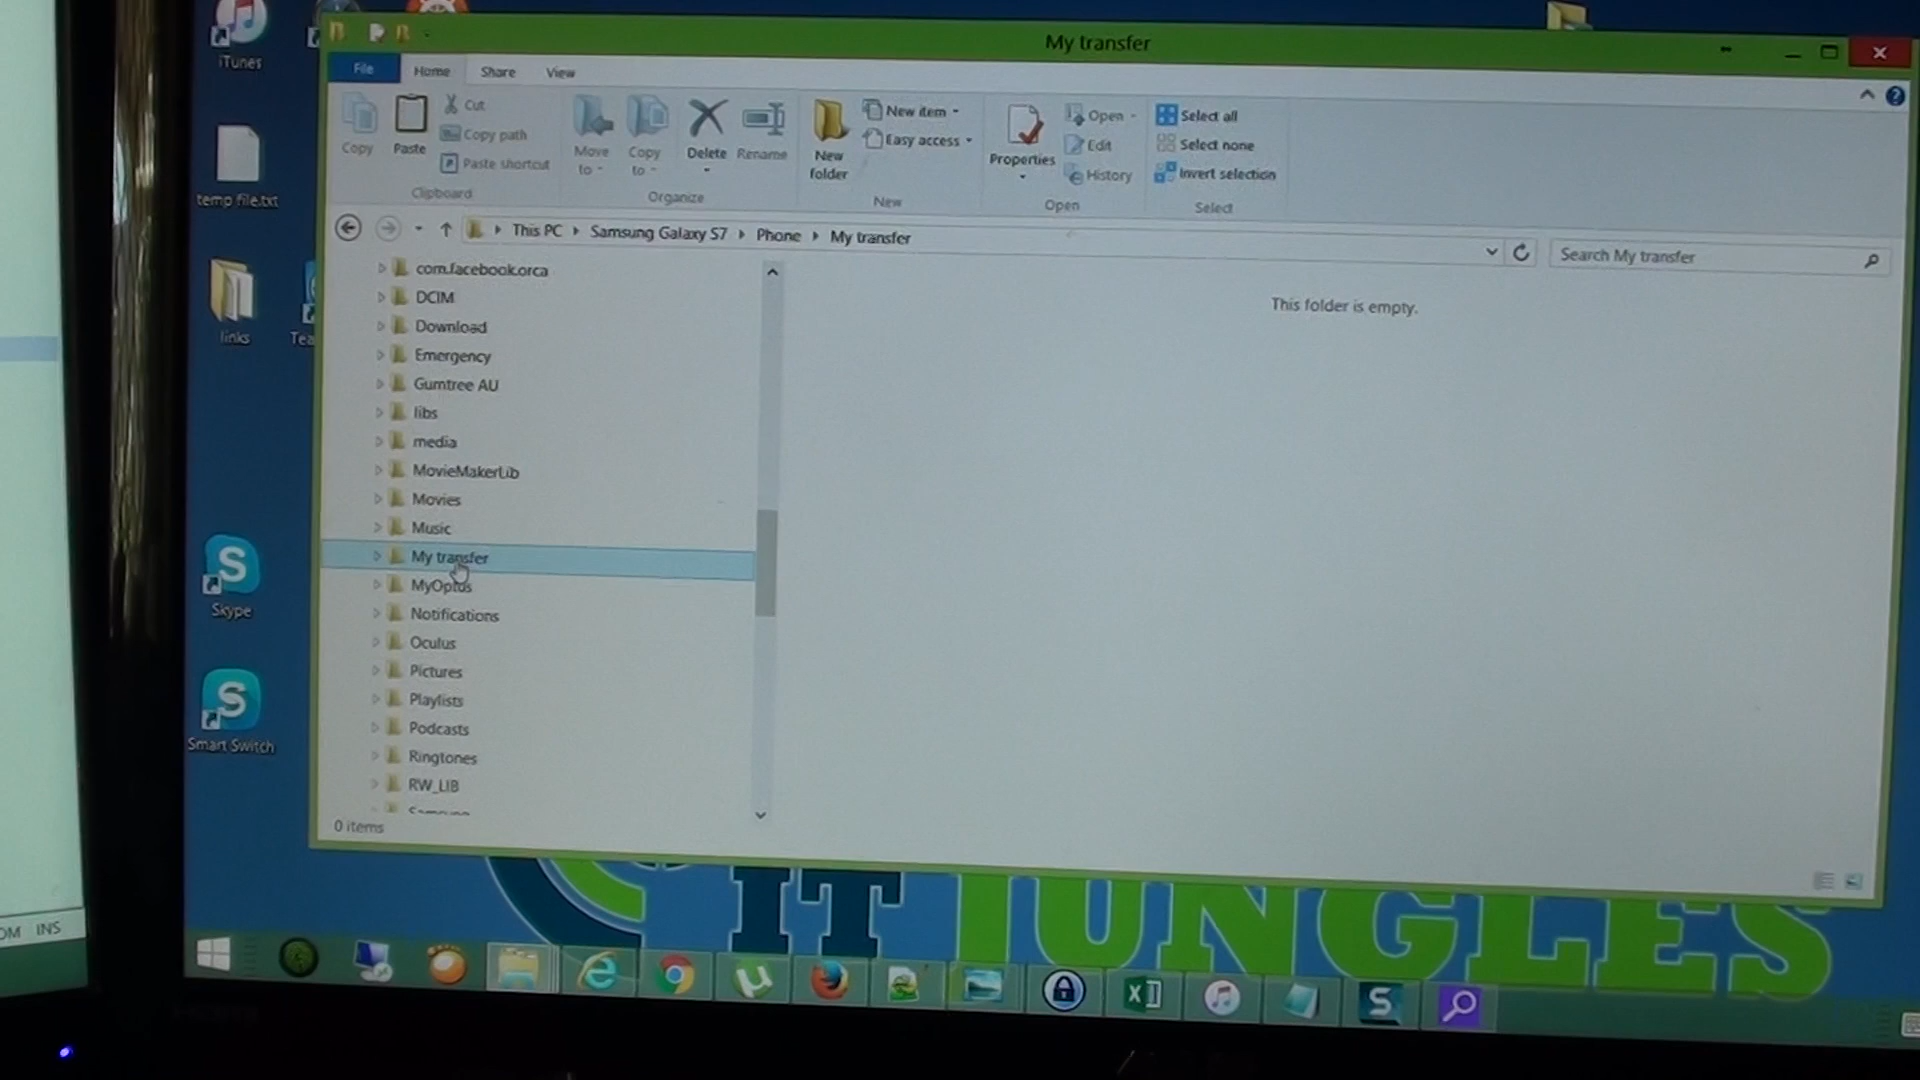 My transfer
File Home Share View
Copy
Paste
Cut
Copy path
Paste shortcut
Clipboard
Move to
Copy to
Delete
Rename
Organize
New folder
New item
Easy access
New
Properties
Open
Edit
History
Open
Select all
Select none
Invert selection
Select
This PC Samsung Galaxy S7 Phone My transfer
Search My transfer
com.facebook.orca
DCIM
Download
Emergency
Gumtree AU
libs
media
MovieMakerLib
Movies
Music
My transfer
MyOptus
Notifications
Oculus
Pictures
Playlists
Podcasts
Ringtones
RW_LIB
This folder is empty.
0 items
iTunes
temp file.txt
links
Tea
Skype
Smart Switch
IT JUNGLES
OM INS